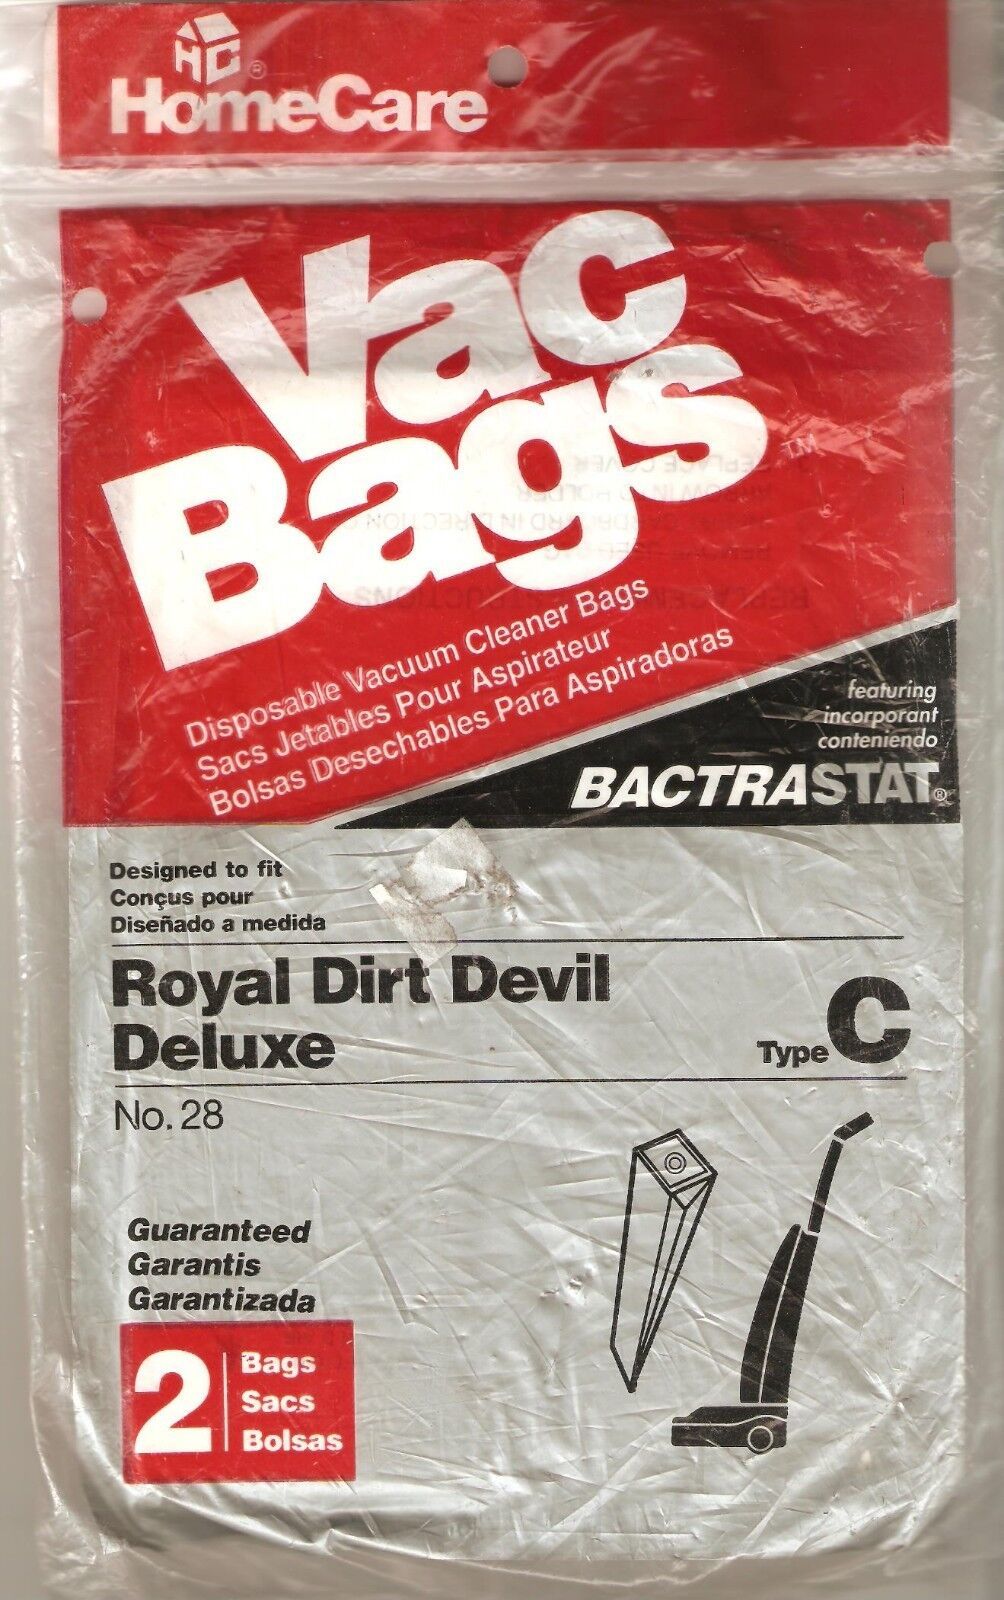 HC®
HomeCare
Vac
Bags™
Disposable Vacuum Cleaner Bags
Sacs Jetables Pour Aspirateur
Bolsas Desechables Para Aspiradoras
featuring
incorporant
conteniendo
BACTRASTAT®
Designed to fit
Conçus pour
Diseñado a medida
Royal Dirt Devil
Deluxe
Type C
No. 28
Guaranteed
Garantis
Garantizada
2
Bags
Sacs
Bolsas